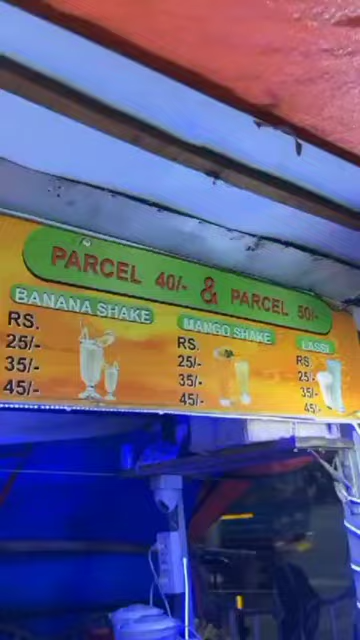 PARCEL 40/- & PARCEL 50/-
BANANA SHAKE
RS.
25/-
35/-
45/-
MANGO SHAKE
RS.
25/-
35/-
45/-
LASSI
RS.
25/-
35/-
45/-